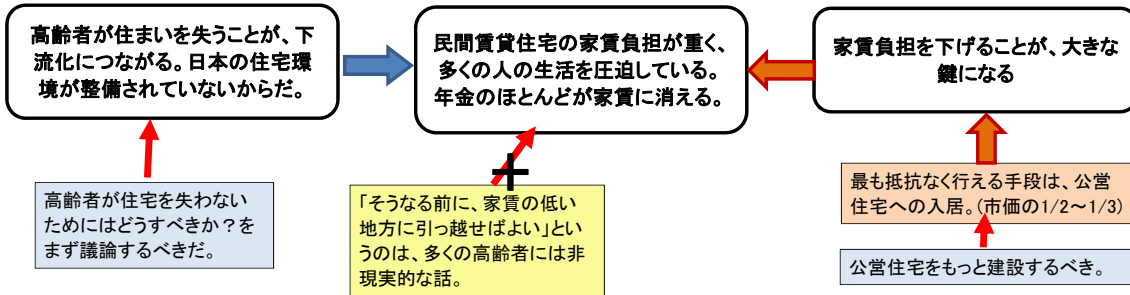 高齢者が住まいを失うことが、下
流化につながる。日本の住宅環
境が整備されていないからだ。
民間賃貸住宅の家賃負担が重く、
多くの人の生活を圧迫している。
年金のほとんどが家賃に消える。
家賃負担を下げることが、大きな
鍵になる
高齢者が住宅を失わない
ためにはどうすべきか？を
まず議論するべきだ。
「そうなる前に、家賃の低い
地方に引っ越せばよい」とい
うのは、多くの高齢者には非
現実的な話。
最も抵抗なく行える手段は、公営
住宅への入居。(市価の1/2～1/3)
公営住宅をもっと建設するべき。